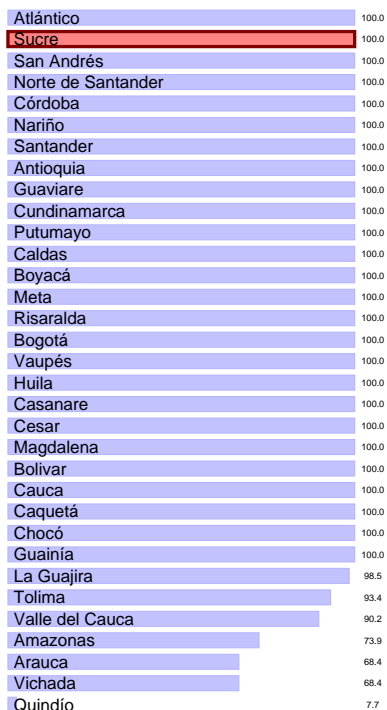 Atlántico 100.0
Sucre 100.0
San Andrés 100.0
Norte de Santander 100.0
Córdoba 100.0
Nariño 100.0
Santander 100.0
Antioquia 100.0
Guaviare 100.0
Cundinamarca 100.0
Putumayo 100.0
Caldas 100.0
Boyacá 100.0
Meta 100.0
Risaralda 100.0
Bogotá 100.0
Vaupés 100.0
Huila 100.0
Casanare 100.0
Cesar 100.0
Magdalena 100.0
Bolivar 100.0
Cauca 100.0
Caquetá 100.0
Chocó 100.0
Guainía 100.0
La Guajira 98.5
Tolima 93.4
Valle del Cauca 90.2
Amazonas 73.9
Arauca 68.4
Vichada 68.4
Quindío 7.7